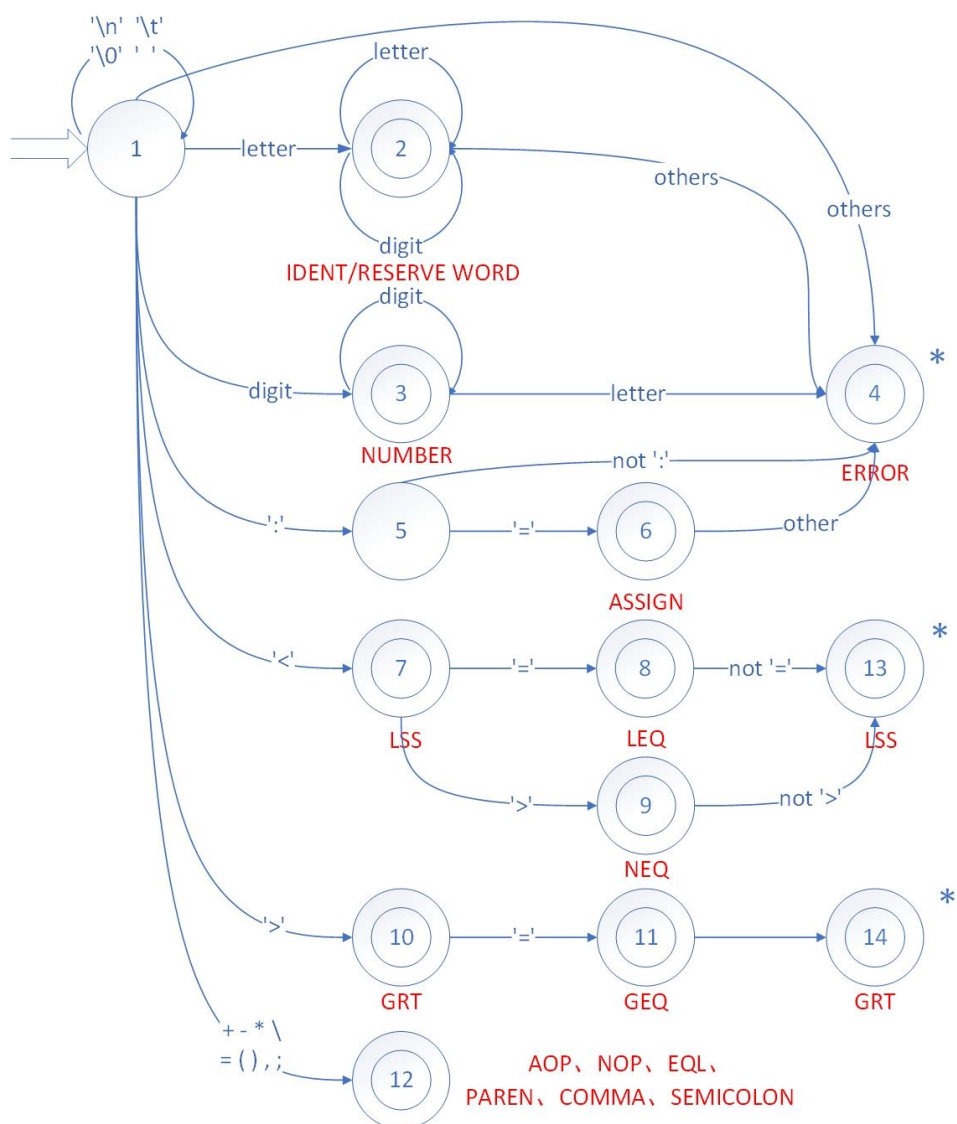 '\n' '\t'
'\0' ' '
letter
1
letter
2
others
others
digit
IDENT/RESERVE WORD
digit
*
digit
3
letter
4
NUMBER
not ':'
ERROR
':'
5
'='
6
other
ASSIGN
*
'<'
7
'='
8
not '='
13
LSS
LEQ
LSS
'>'
9
not '>'
NEQ
*
'>'
10
'='
11
14
GRT
GEQ
GRT
+ - * \
= ( ) , ;
12
AOP、NOP、EQL、
PAREN、COMMA、SEMICOLON